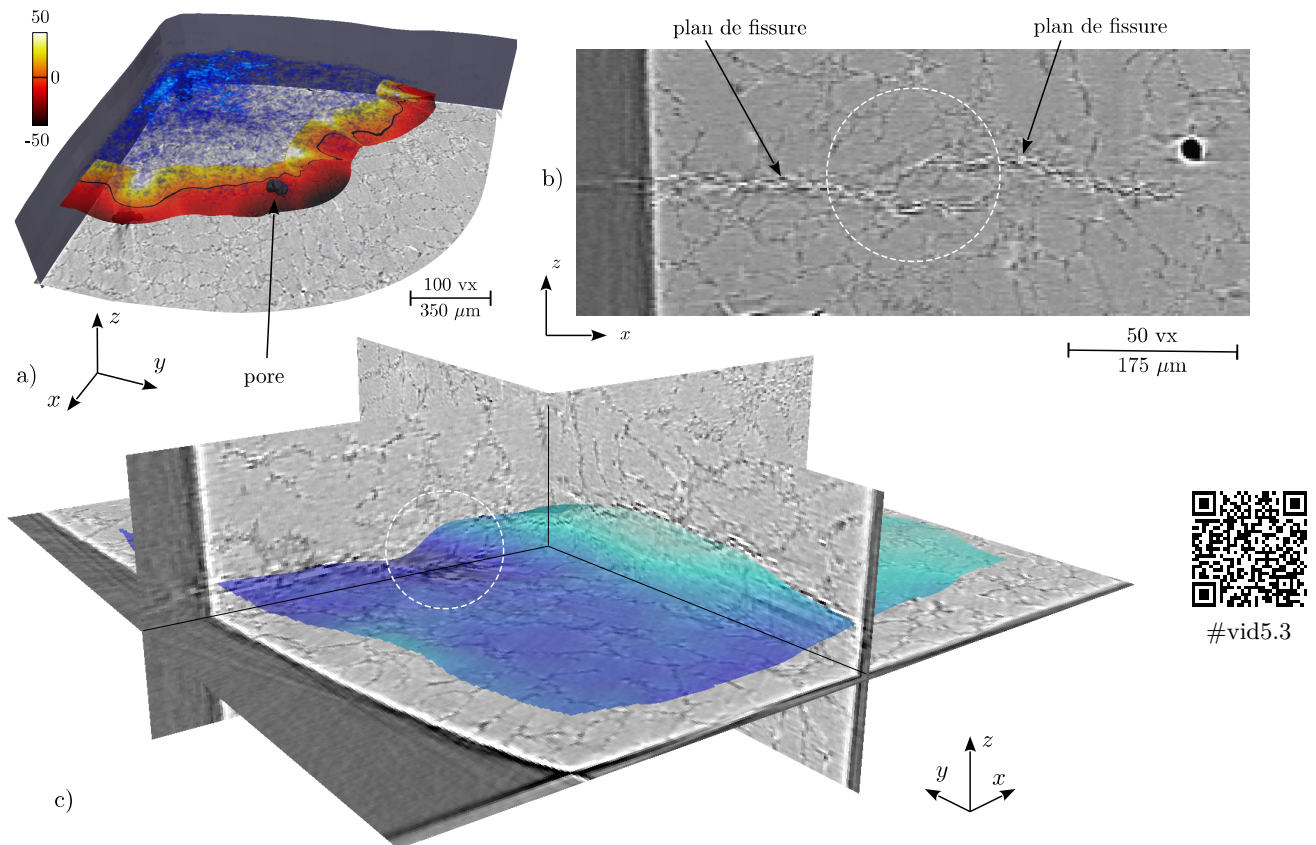 50
0
-50
pore
100 vx
350 μm
z
y
x
a)
plan de fissure
plan de fissure
b)
z
x
50 vx
175 μm
#vid5.3
c)
z
y
x